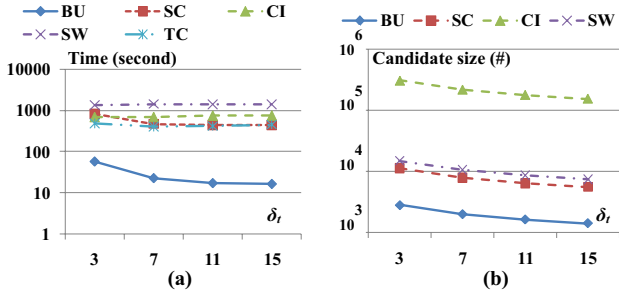 BU SC CI
SW TC
Time (second)
10000
1000
100
10
1
3 7 11 15
δt
(a)
BU SC CI SW
Candidate size (#)
10 6
10 5
10 4
10 3
3 7 11 15
δt
(b)